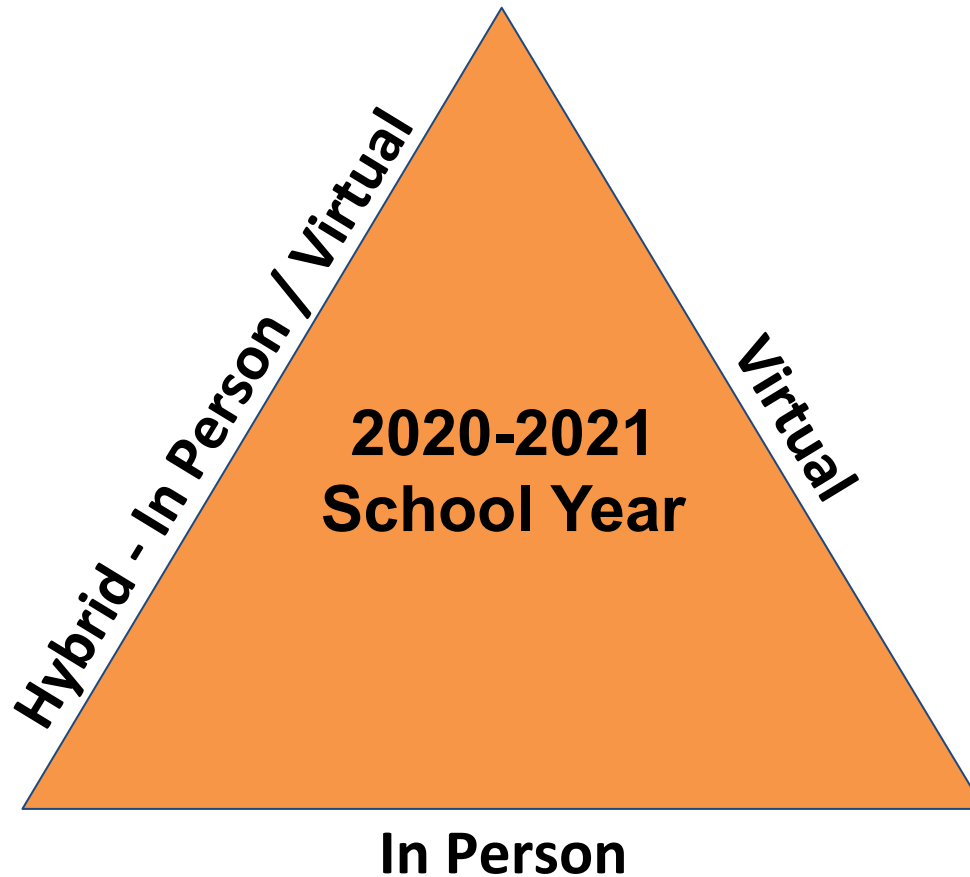 Hybrid - In Person / Virtual
Virtual
2020-2021
School Year
In Person